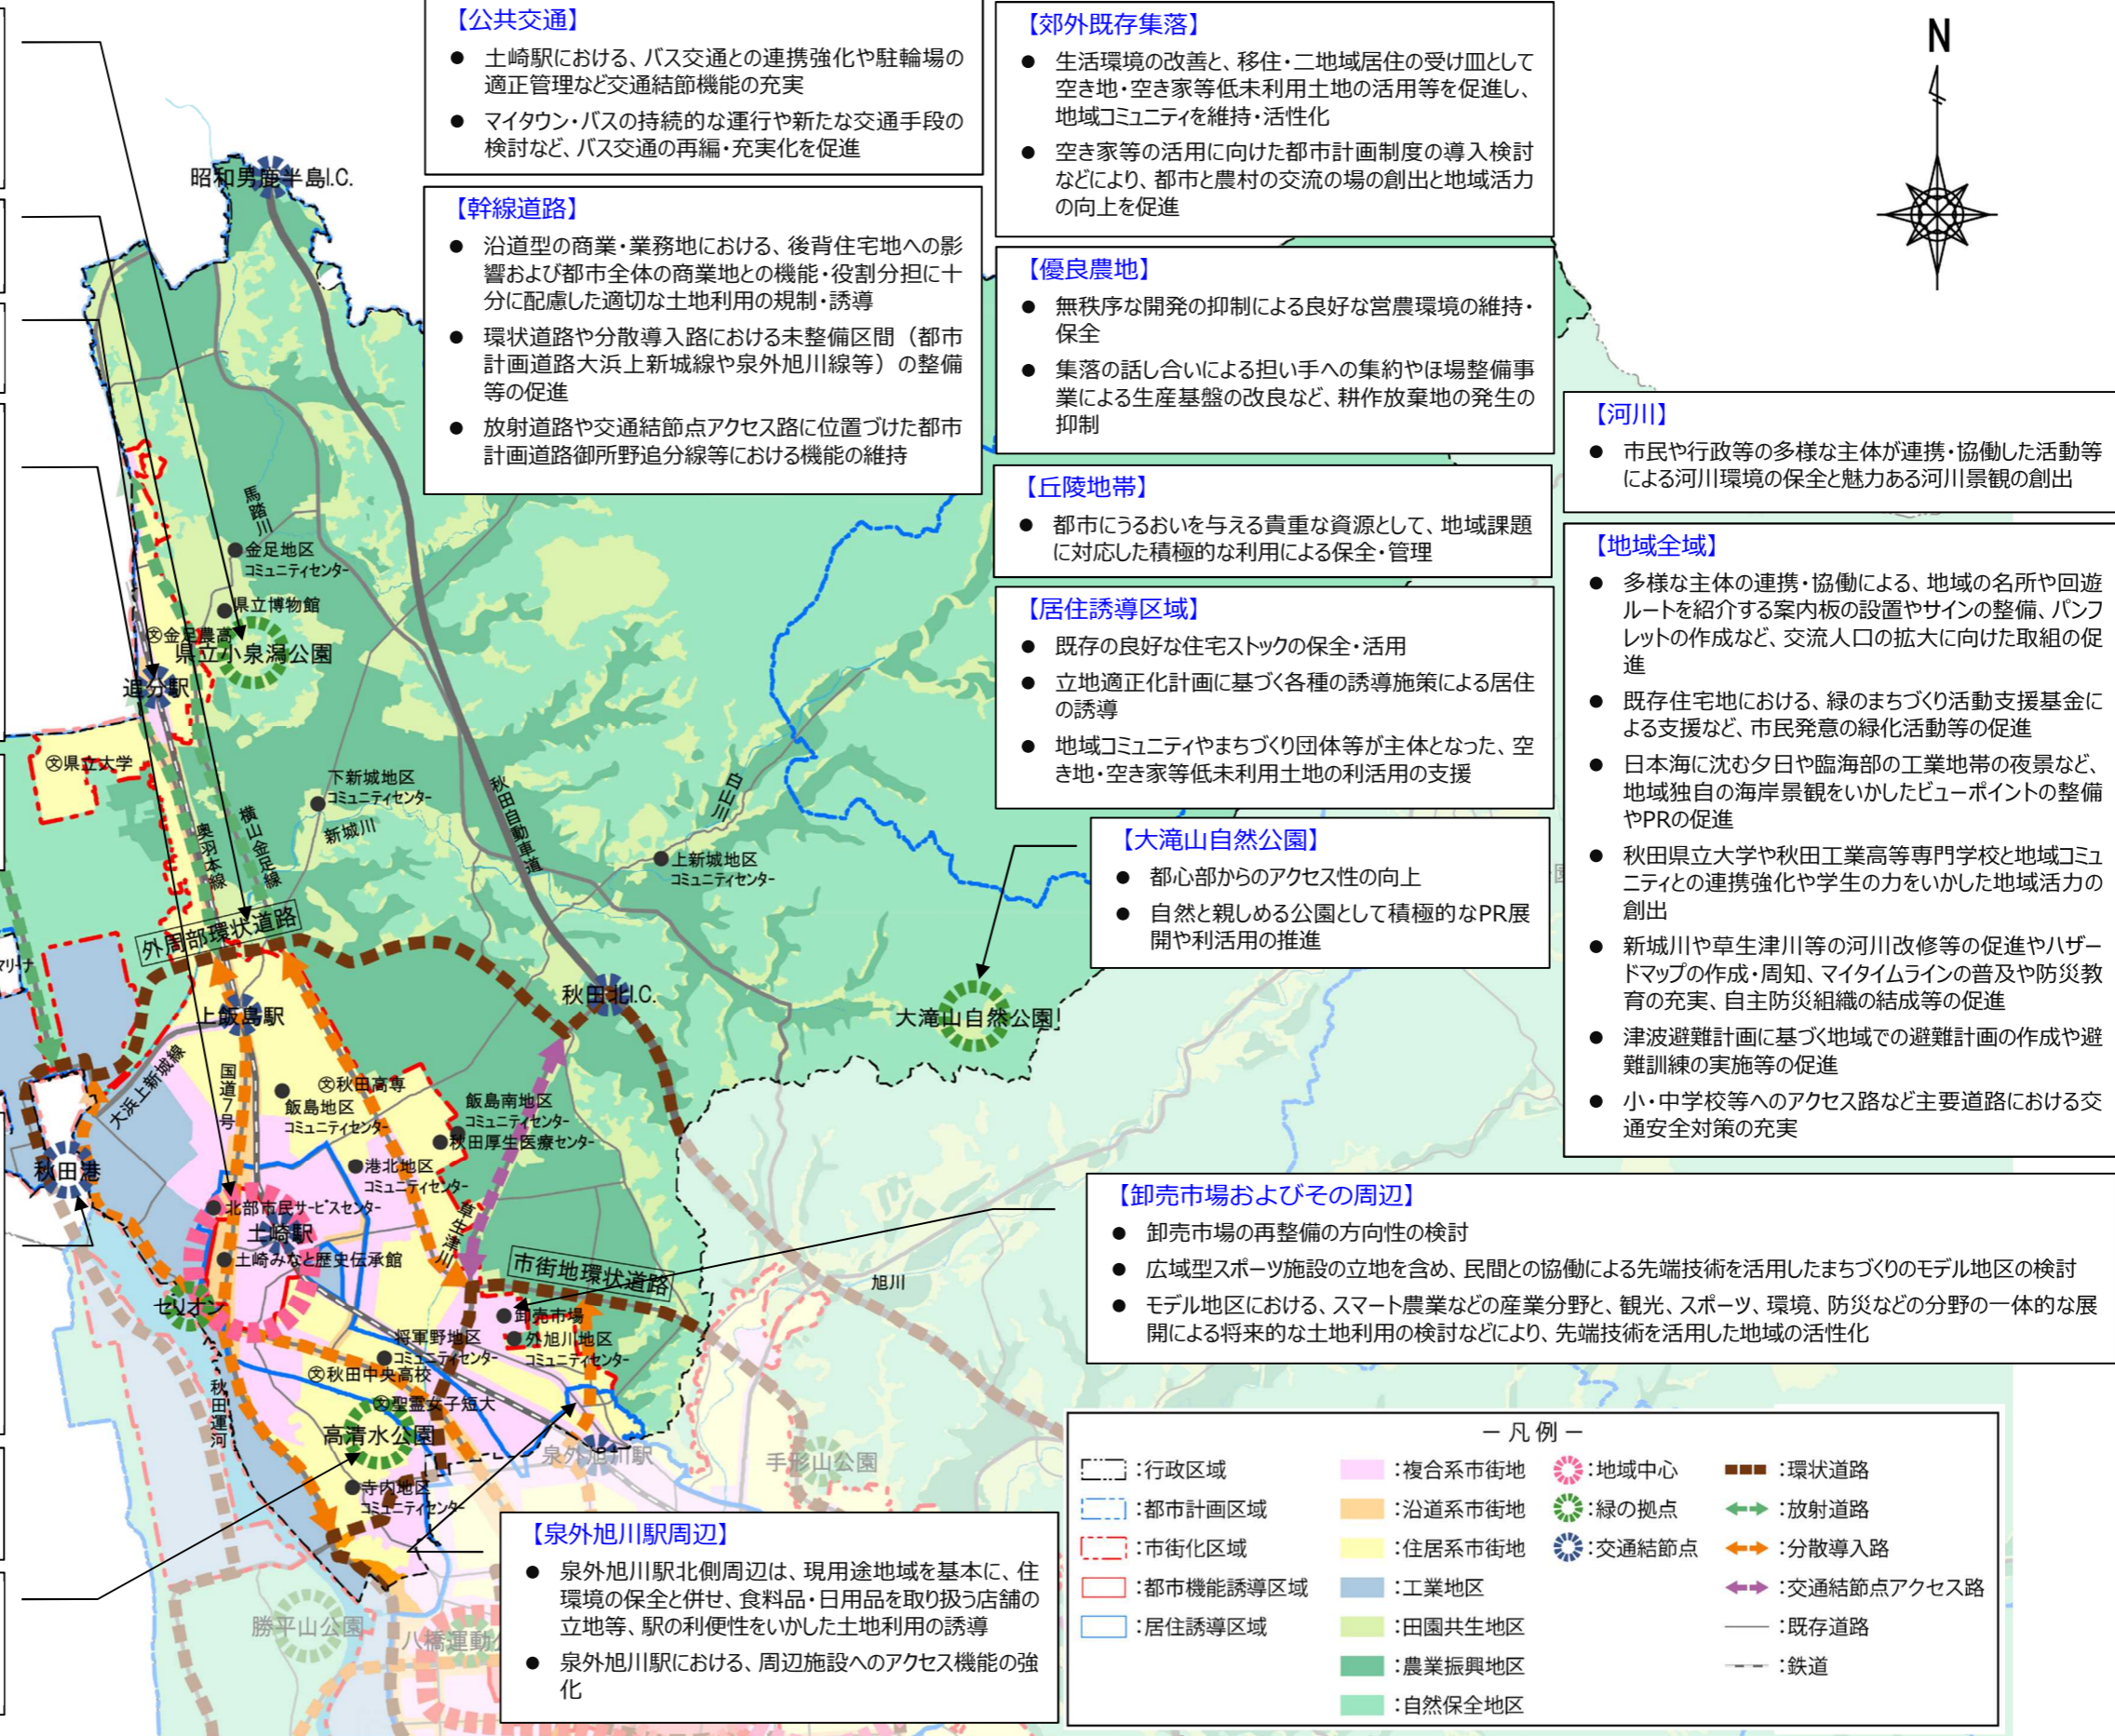 【公共交通】
● 土崎駅における、バス交通との連携強化や駐輪場の
適正管理など交通結節機能の充実
● マイタウン・バスの持続的な運行や新たな交通手段の
検討など、バス交通の再編・充実化を促進
【幹線道路】
● 沿道型の商業・業務地における、後背住宅地への影
響および都市全体の商業地との機能・役割分担に十
分に配慮した適切な土地利用の規制・誘導
● 環状道路や分散導入路における未整備区間（都市
計画道路大浜上新城線や泉外旭川線等）の整備
等の促進
● 放射道路や交通結節点アクセス路に位置づけた都市
計画道路御所野追分線等における機能の維持
【郊外既存集落】
● 生活環境の改善と、移住・二地域居住の受け皿として
空き地・空き家等低未利用土地の活用等を促進し、
地域コミュニティを維持・活性化
● 空き家等の活用に向けた都市計画制度の導入検討
などにより、都市と農村の交流の場の創出と地域活力
の向上を促進
【優良農地】
● 無秩序な開発の抑制による良好な営農環境の維持・
保全
● 集落の話し合いによる担い手への集約やほ場整備事
業による生産基盤の改良など、耕作放棄地の発生の
抑制
【丘陵地帯】
● 都市にうるおいを与える貴重な資源として、地域課題
に対応した積極的な利用による保全・管理
【居住誘導区域】
● 既存の良好な住宅ストックの保全・活用
● 立地適正化計画に基づく各種の誘導施策による居住
の誘導
● 地域コミュニティやまちづくり団体等が主体となった、空
き地・空き家等低未利用土地の利活用の支援
【大滝山自然公園】
● 都心部からのアクセス性の向上
● 自然と親しめる公園として積極的なPR展
開や利活用の推進
N
【河川】
● 市民や行政等の多様な主体が連携・協働した活動等
による河川環境の保全と魅力ある河川景観の創出
【地域全域】
● 多様な主体の連携・協働による、地域の名所や回遊
ルートを紹介する案内板の設置やサインの整備、パンフ
レットの作成など、交流人口の拡大に向けた取組の促
進
● 既存住宅地における、緑のまちづくり活動支援基金に
よる支援など、市民発意の緑化活動等の促進
● 日本海に沈む夕日や臨海部の工業地帯の夜景など、
地域独自の海岸景観をいかしたビューポイントの整備
やPRの促進
● 秋田県立大学や秋田工業高等専門学校と地域コミュ
ニティとの連携強化や学生の力をいかした地域活力の
創出
● 新城川や草生津川等の河川改修等の促進やハザー
ドマップの作成・周知、マイタイムラインの普及や防災教
育の充実、自主防災組織の結成等の促進
● 津波避難計画に基づく地域での避難計画の作成や避
難訓練の実施等の促進
● 小・中学校等へのアクセス路など主要道路における交
通安全対策の充実
【卸売市場およびその周辺】
● 卸売市場の再整備の方向性の検討
● 広域型スポーツ施設の立地を含め、民間との協働による先端技術を活用したまちづくりのモデル地区の検討
● モデル地区における、スマート農業などの産業分野と、観光、スポーツ、環境、防災などの分野の一体的な展
開による将来的な土地利用の検討などにより、先端技術を活用した地域の活性化
【泉外旭川駅周辺】
● 泉外旭川駅北側周辺は、現用途地域を基本に、住
環境の保全と併せ、食料品・日用品を取り扱う店舗の
立地等、駅の利便性をいかした土地利用の誘導
● 泉外旭川駅における、周辺施設へのアクセス機能の強
化
昭和男鹿半島I.C.
馬踏川
金足地区
コミュニティセンター
県立博物館
文金足農高
県立小泉潟公園
追分駅
文県立大学
下新城地区
コミュニティセンター
新城川
奥羽本線
横山金足線
秋田自動車道
白山川
上新城地区
コミュニティセンター
マリーナ
外周部環状道路
秋田北I.C.
大滝山自然公園
上飯島駅
大浜上新城線
国道7号
文秋田高専
飯島地区
コミュニティセンター
飯島南地区
コミュニティセンター
秋田厚生医療センター
港北地区
コミュニティセンター
秋田港
北部市民サービスセンター
土崎駅
土崎みなと歴史伝承館
草生津川
市街地環状道路
旭川
セリオン
卸売市場
外旭川地区
コミュニティセンター
将軍野地区
コミュニティセンター
文秋田中央高校
文聖霊女子短大
秋田運河
高清水公園
泉外旭川駅
手形山公園
寺内地区
コミュニティセンター
勝平山公園
八橋運動公
－ 凡 例 －
：行政区域
：都市計画区域
：市街化区域
：都市機能誘導区域
：居住誘導区域
：複合系市街地
：沿道系市街地
：住居系市街地
：工業地区
：田園共生地区
：農業振興地区
：自然保全地区
：地域中心
：緑の拠点
：交通結節点
：環状道路
：放射道路
：分散導入路
：交通結節点アクセス路
：既存道路
：鉄道